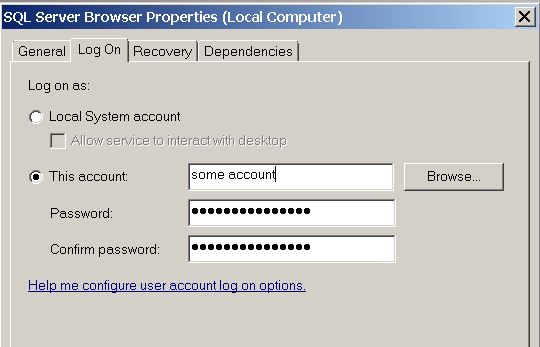 SQL Server Browser Properties (Local Computer)
General Log On Recovery Dependencies
Log on as:
Local System account
Allow service to interact with desktop
This account: some account Browse...
Password: ●●●●●●●●●●●●●●●
Confirm password: ●●●●●●●●●●●●●●●
Help me configure user account log on options.